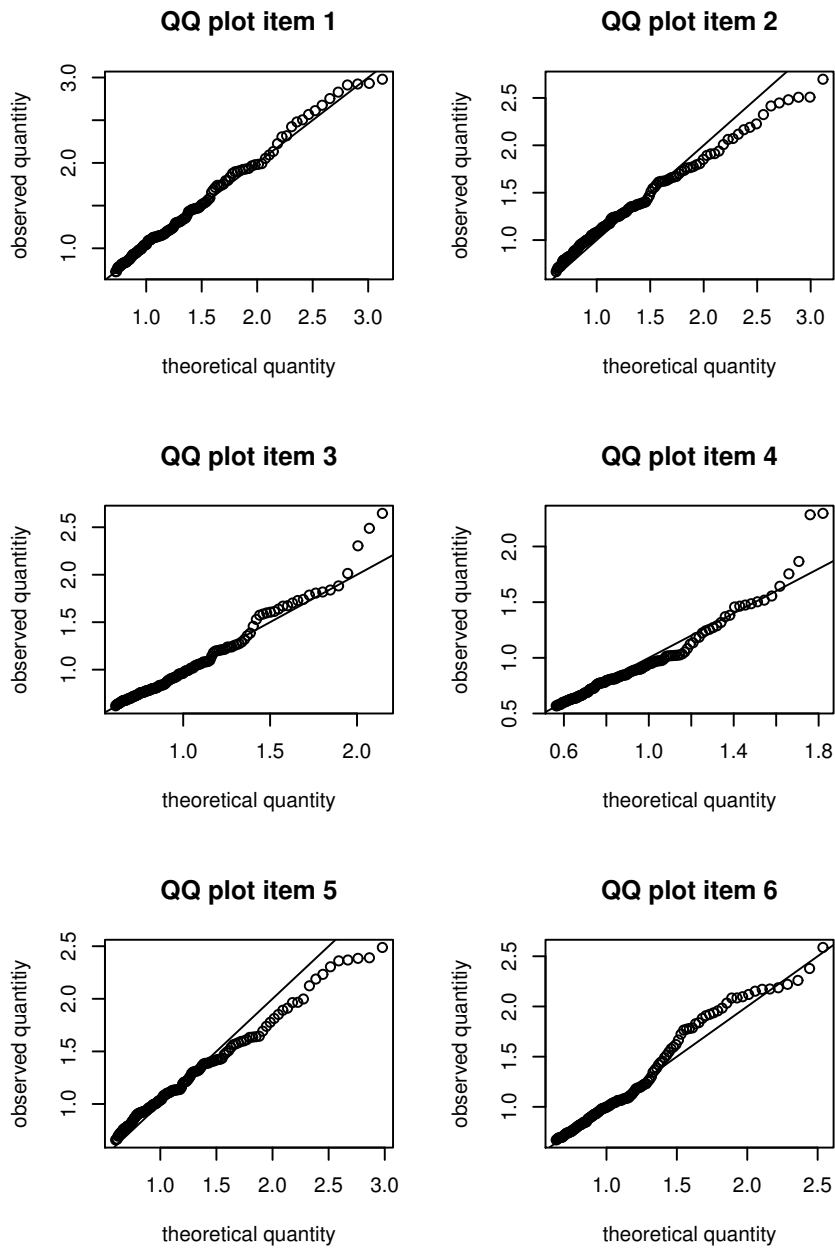 QQ plot item 1
observed quantitiy
3.0
2.0
1.0
1.0 1.5 2.0 2.5 3.0
theoretical quantity
QQ plot item 2
observed quantitiy
2.5
2.0
1.5
1.0
1.0 1.5 2.0 2.5 3.0
theoretical quantity
QQ plot item 3
observed quantitiy
2.5
2.0
1.5
1.0
1.0 1.5 2.0
theoretical quantity
QQ plot item 4
observed quantitiy
2.0
1.5
1.0
0.5
0.6 1.0 1.4 1.8
theoretical quantity
QQ plot item 5
observed quantitiy
2.5
2.0
1.5
1.0
1.0 1.5 2.0 2.5 3.0
theoretical quantity
QQ plot item 6
observed quantitiy
2.5
2.0
1.5
1.0
1.0 1.5 2.0 2.5
theoretical quantity